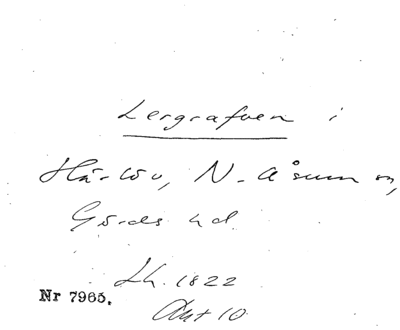 Lergrafven i
Härlöv, N. Åsum sn,
Gärds hd.
Lh. 1822
Akt 10
Nr 7965.